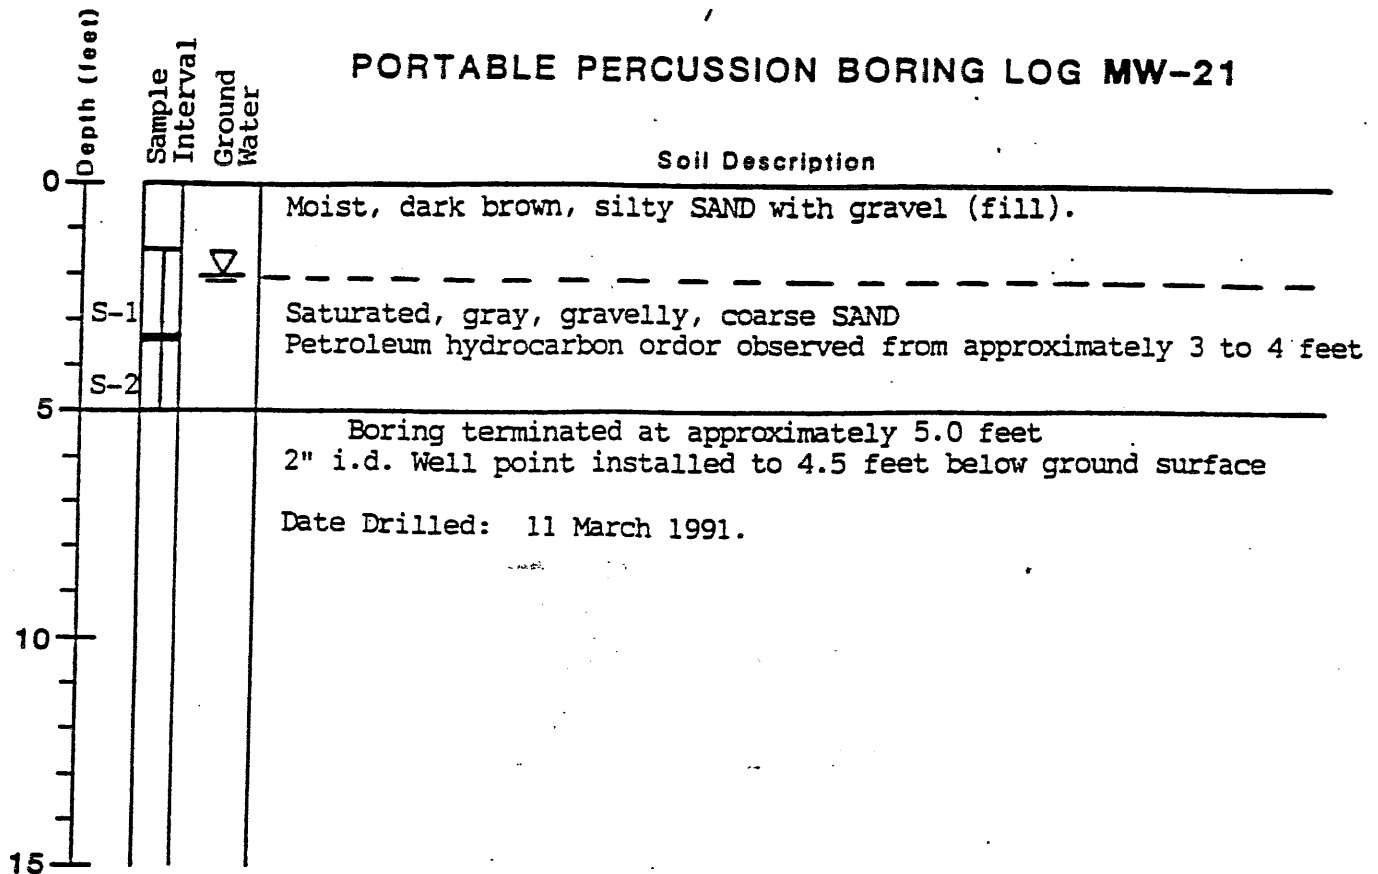 PORTABLE PERCUSSION BORING LOG MW-21
Depth (feet)
Sample
Interval
Ground
Water
Soil Description
0
Moist, dark brown, silty SAND with gravel (fill).
S-1
Saturated, gray, gravelly, coarse SAND
Petroleum hydrocarbon ordor observed from approximately 3 to 4 feet
S-2
5
Boring terminated at approximately 5.0 feet
2" i.d. Well point installed to 4.5 feet below ground surface
Date Drilled: 11 March 1991.
10
15